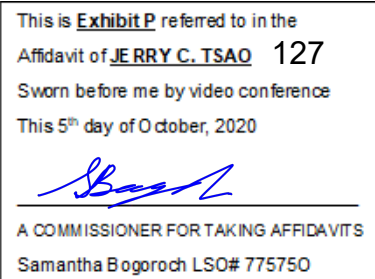 This is Exhibit P referred to in the
Affidavit of JERRY C. TSAO 127
Sworn before me by video conference
This 5th day of October, 2020
A COMMISSIONER FOR TAKING AFFIDAVITS
Samantha Bogoroch LSO# 77575O